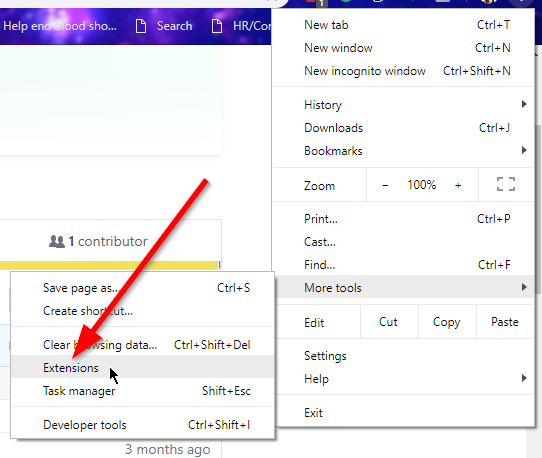 1
Help end blood sho...
Search
HR/Cor
New tab Ctrl+T
New window Ctrl+N
New incognito window Ctrl+Shift+N
History
Downloads Ctrl+J
Bookmarks
Zoom - 100% +
Print... Ctrl+P
Cast...
Find... Ctrl+F
More tools
Edit Cut Copy Paste
Settings
Help
Exit
1 contributor
Save page as... Ctrl+S
Create shortcut...
Clear browsing data... Ctrl+Shift+Del
Extensions
Task manager Shift+Esc
Developer tools Ctrl+Shift+I
3 months ago